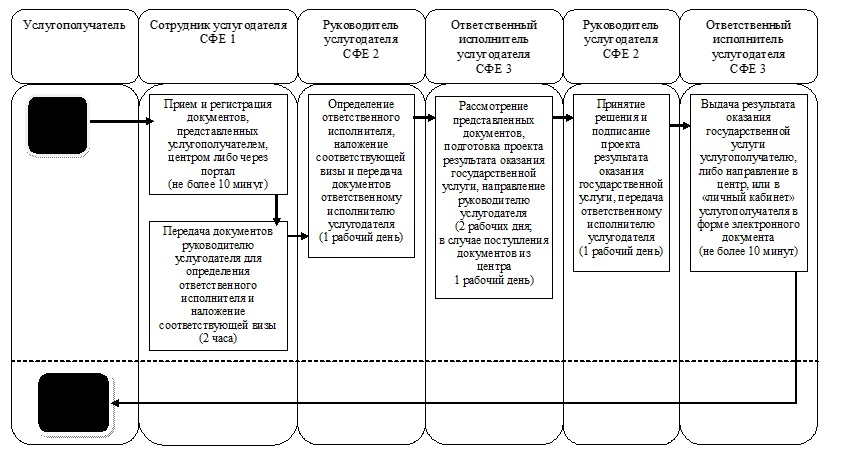 Услугополучатель
Сотрудник услугодателя
СФЕ 1
Руководитель
услугодателя
СФЕ 2
Ответственный
исполнитель
услугодателя
СФЕ 3
Руководитель
услугодателя
СФЕ 2
Ответственный
исполнитель
услугодателя
СФЕ 3
Прием и регистрация
документов,
представленных
услугополучателем,
центром либо через
портал
(не более 10 минут)
Передача документов
руководителю
услугодателя для
определения
ответственного
исполнителя и
наложение
соответствующей визы
(2 часа)
Определение
ответственного
исполнителя,
наложение
соответствующей
визы и передача
документов
ответственному
исполнителю
услугодателя
(1 рабочий день)
Рассмотрение
представленных
документов,
подготовка проекта
результата оказания
государственной
услуги, направление
руководителю
услугодателя
(2 рабочих дня;
в случае поступления
документов из
центра
1 рабочий день)
Принятие
решения и
подписание
проекта
результата
оказания
государственной
услуги, передача
ответственному
исполнителю
услугодателя
(1 рабочий день)
Выдача результата
оказания
государственной
услуги
услугополучателю,
либо направление в
центр, или в
«личный кабинет»
услугополучателя в
форме электронного
документа
(не более 10 минут)